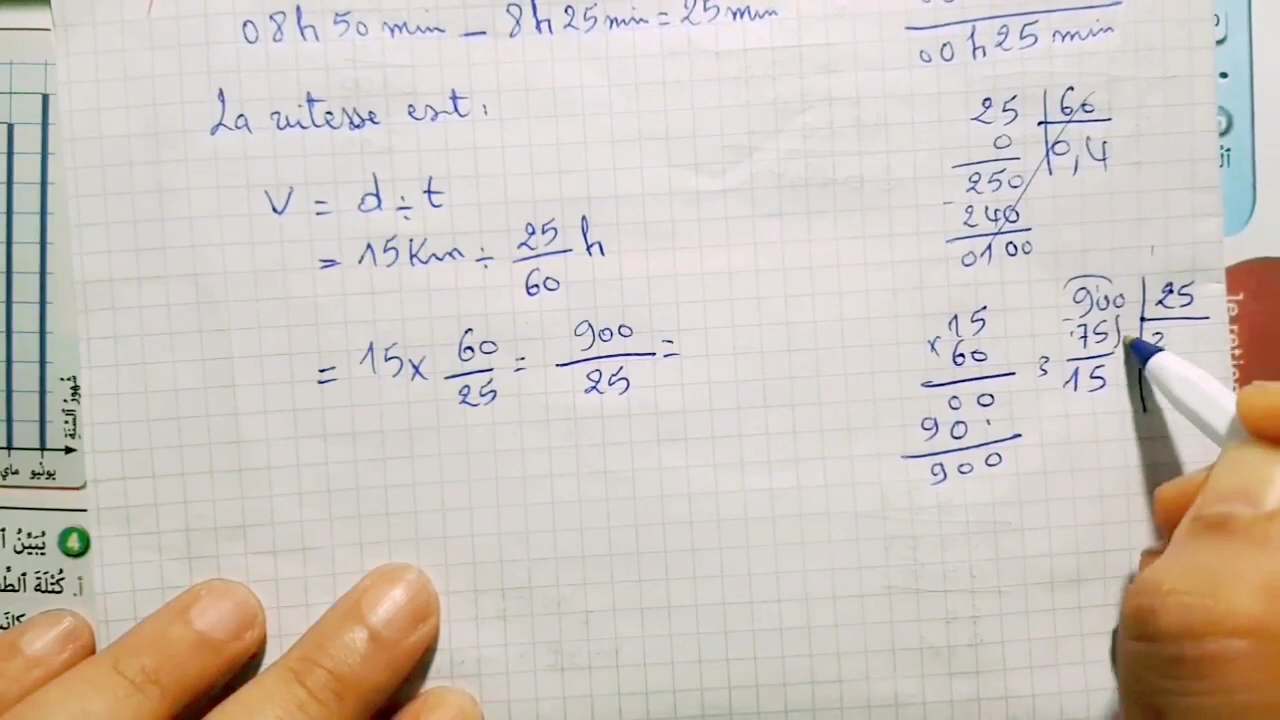 08h 50 min - 8h 25 min = 25 min
00h 25 min
La vitesse est :
V = d ÷ t
= 15 Km ÷ 25/60 h
= 15 × 60/25 = 900/25 =
25 | 60
0 | 0,4
250
- 240
0100
15
× 60
00
90.
900
900 | 25
- 75
3 15
شهور السنة
ماي يونيو
4 يُبَيِّنُ
أ. كُتْلَةَ
le